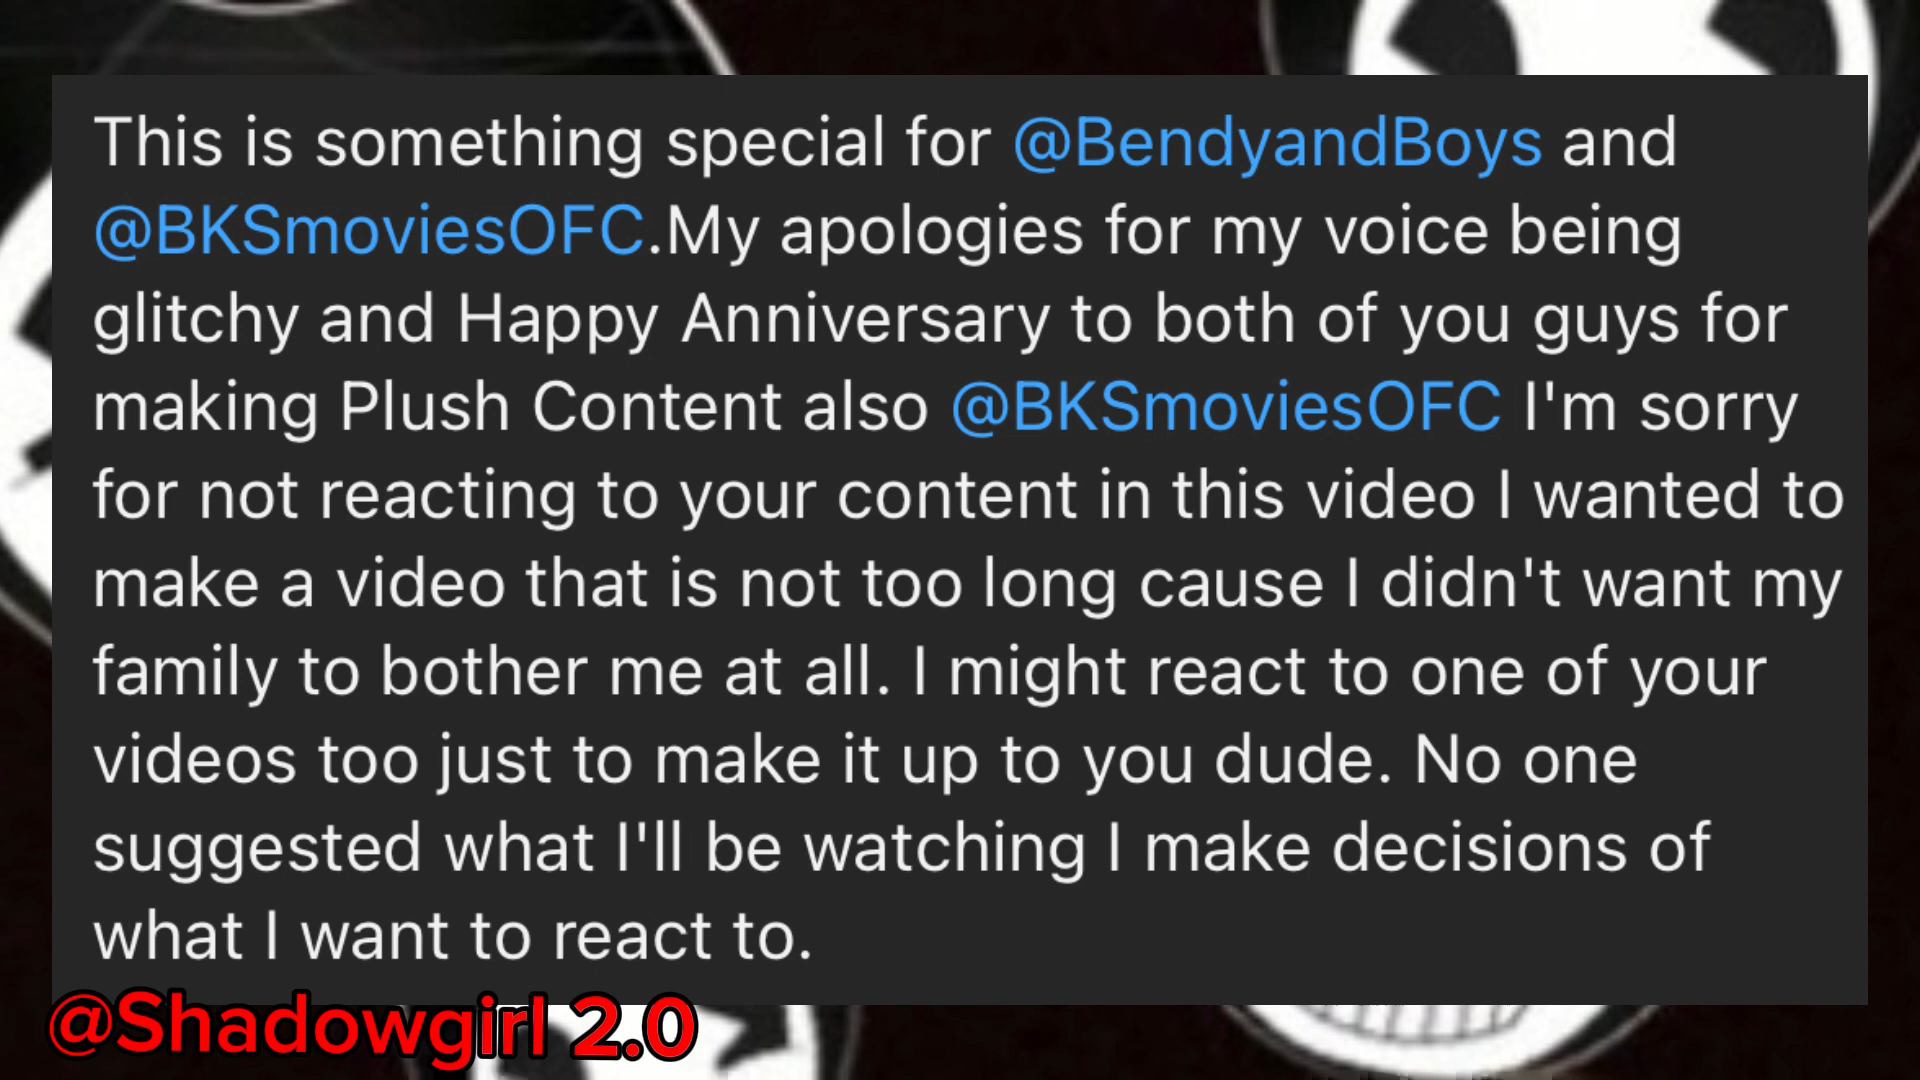 This is something special for @BendyandBoys and
@BKSmoviesOFC.My apologies for my voice being
glitchy and Happy Anniversary to both of you guys for
making Plush Content also @BKSmoviesOFC I'm sorry
for not reacting to your content in this video I wanted to
make a video that is not too long cause I didn't want my
family to bother me at all. I might react to one of your
videos too just to make it up to you dude. No one
suggested what I'll be watching I make decisions of
what I want to react to.
@Shadowgirl 2.0